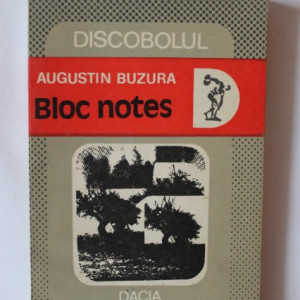 DISCOBOLUL
AUGUSTIN BUZURA
Bloc notes
DACIA